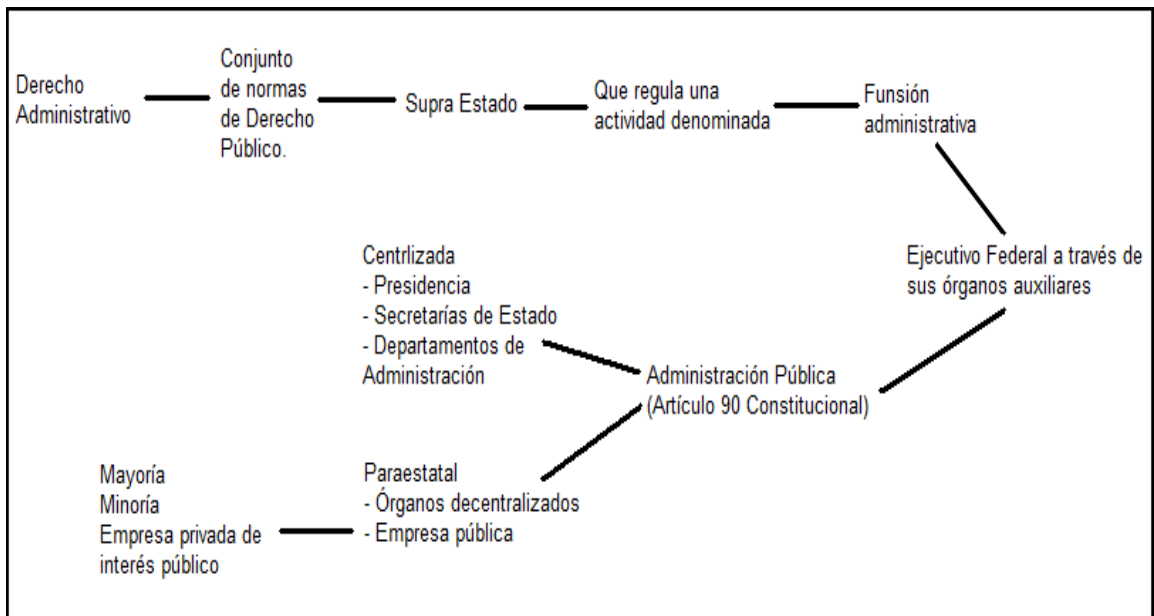 Derecho
Administrativo
Conjunto
de normas
de Derecho
Público.
Supra Estado
Que regula una
actividad denominada
Funsión
administrativa
Ejecutivo Federal a través de
sus órganos auxiliares
Administración Pública
(Artículo 90 Constitucional)
Centrlizada
- Presidencia
- Secretarías de Estado
- Departamentos de
Administración
Paraestatal
- Órganos decentralizados
- Empresa pública
Mayoría
Minoría
Empresa privada de
interés público